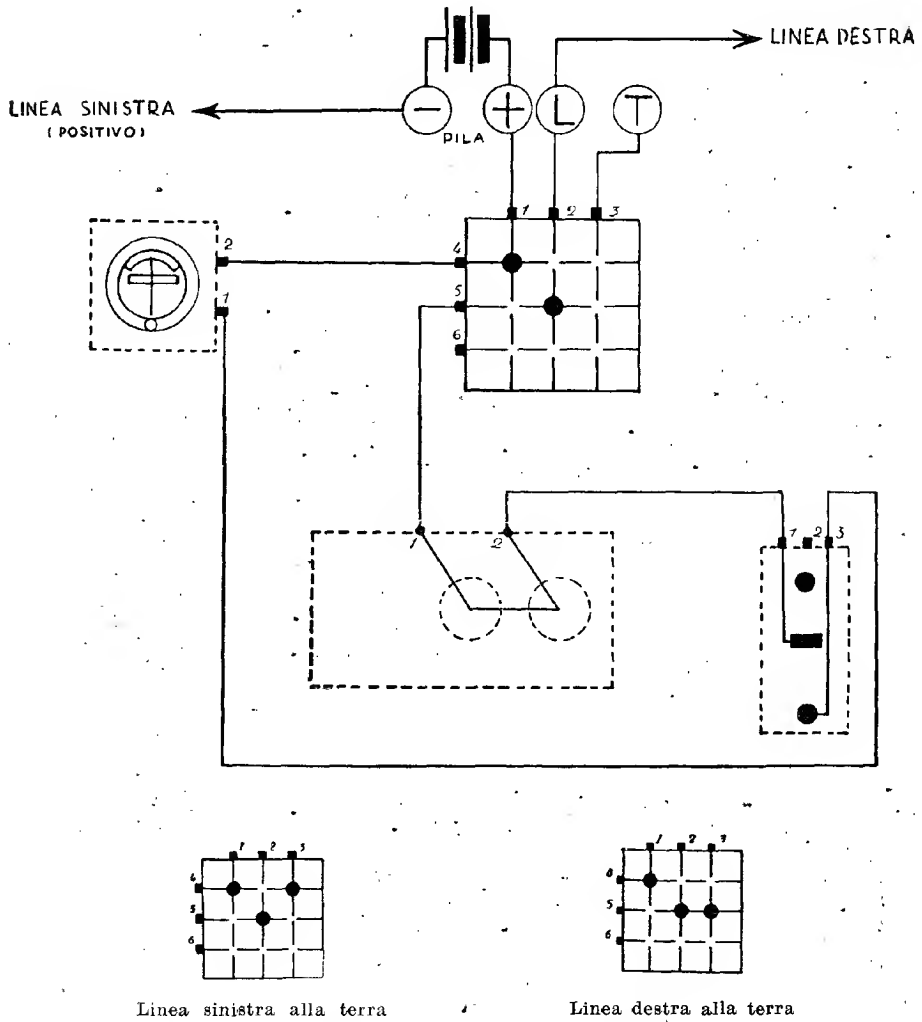 LINEA DESTRA
LINEA SINISTRA
(POSITIVO)
− + L T
PILA
1 2 3
2
4
1
5
6
1 2
1 2 3
1 2 3
4
5
6
1 2 3
5
6
Linea sinistra alla terra
Linea destra alla terra